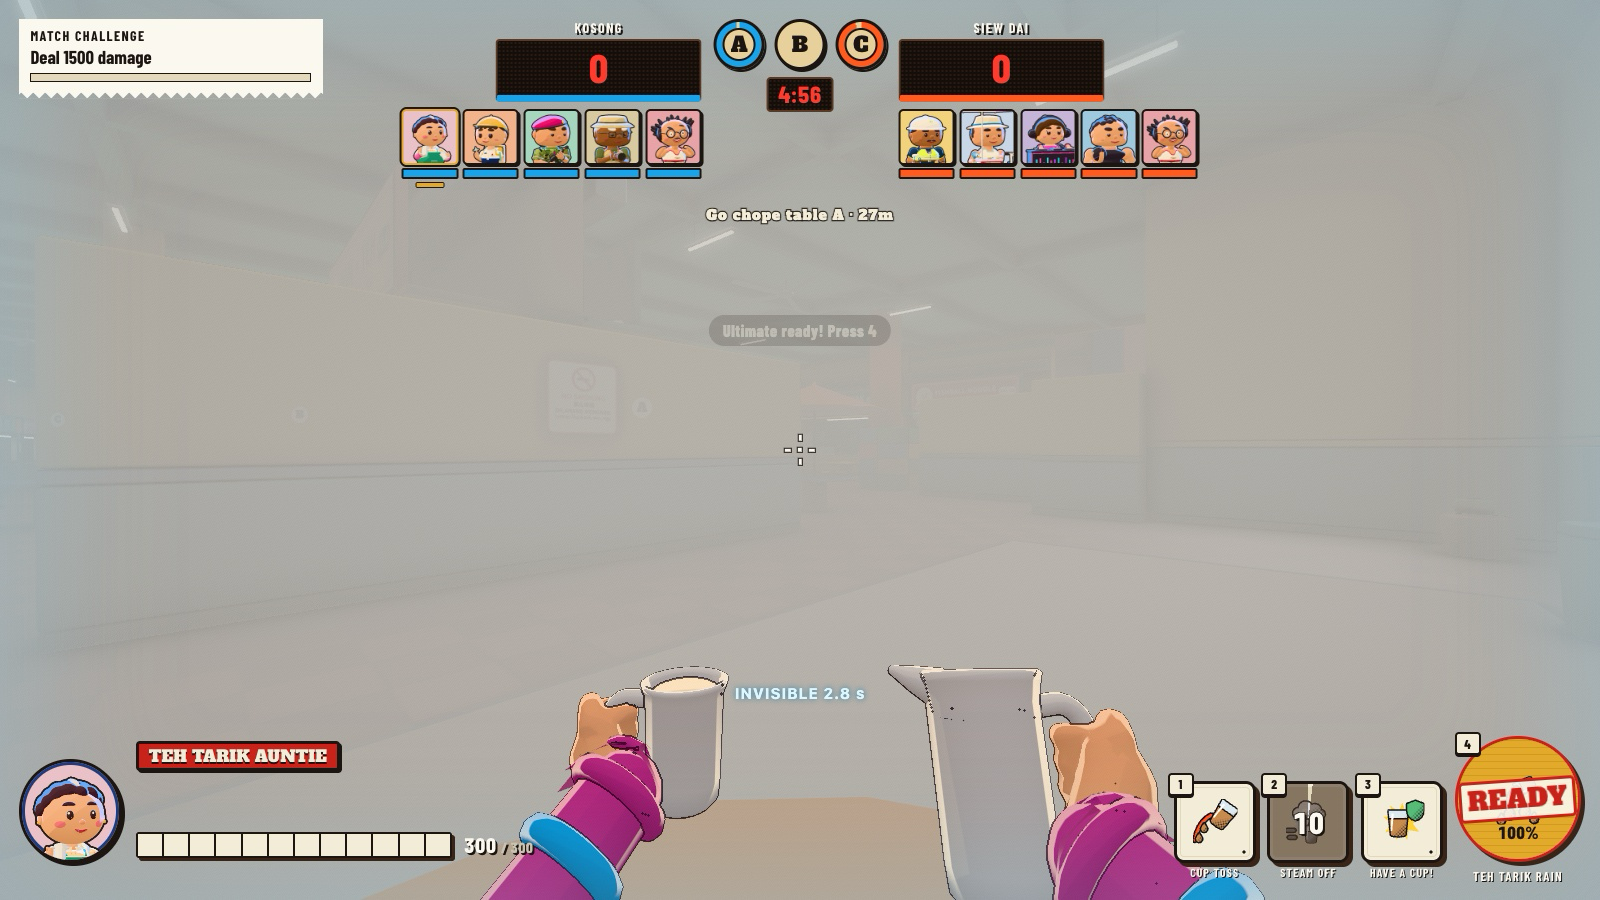 MATCH CHALLENGE
Deal 1500 damage
KOSONG
0
A
B
C
4:56
SIEW DAI
0
Go chope table A · 27m
Ultimate ready! Press 4
A
INVISIBLE 2.8 s
TEH TARIK AUNTIE
300 / 300
1
CUP TOSS
2
10
STEAM OFF
3
HAVE A CUP!
4
READY
100%
TEH TARIK RAIN